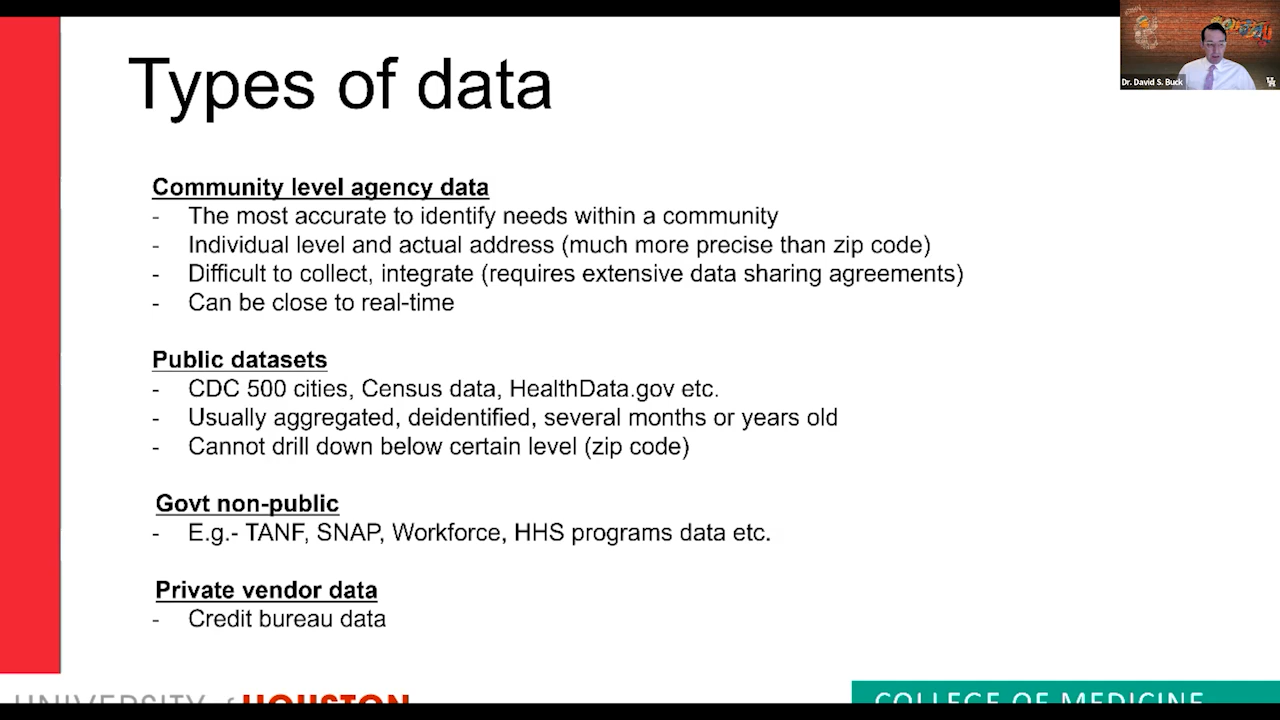 Types of data
Dr. David S. Buck
Community level agency data
- The most accurate to identify needs within a community
- Individual level and actual address (much more precise than zip code)
- Difficult to collect, integrate (requires extensive data sharing agreements)
- Can be close to real-time
Public datasets
- CDC 500 cities, Census data, HealthData.gov etc.
- Usually aggregated, deidentified, several months or years old
- Cannot drill down below certain level (zip code)
Govt non-public
- E.g.- TANF, SNAP, Workforce, HHS programs data etc.
Private vendor data
- Credit bureau data
UNIVERSITY of HOUSTON
COLLEGE OF MEDICINE